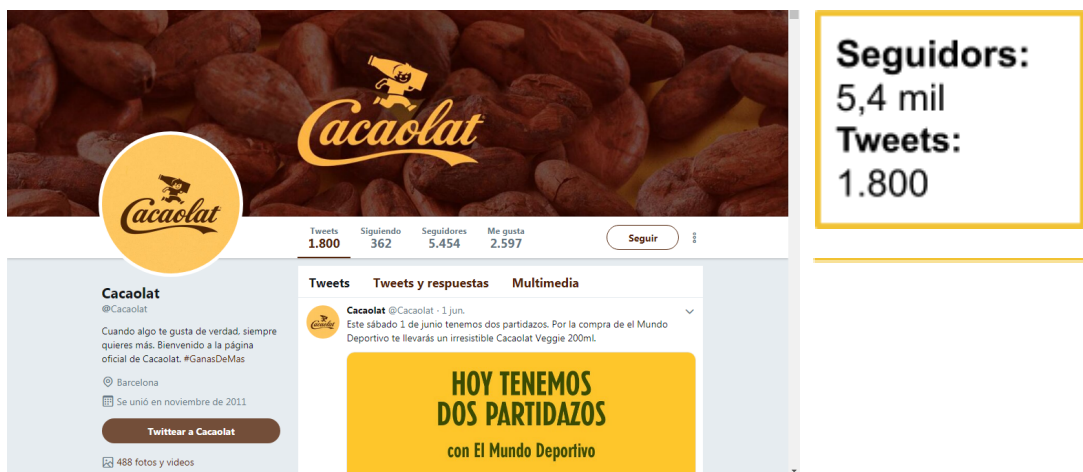 Cacaolat
Cacaolat
Seguidors:
5,4 mil
Tweets:
1.800
Tweets Siguiendo Seguidores Me gusta
1.800 362 5.454 2.597
Seguir
Cacaolat
@Cacaolat
Cuando algo te gusta de verdad, siempre
quieres más. Bienvenido a la página
oficial de Cacaolat. #GanasDeMas
Barcelona
Se unió en noviembre de 2011
Twittear a Cacaolat
488 fotos y videos
Tweets Tweets y respuestas Multimedia
Cacaolat
Cacaolat @Cacaolat · 1 jun.
Este sábado 1 de junio tenemos dos partidazos. Por la compra de el Mundo
Deportivo te llevarás un irresistible Cacaolat Veggie 200ml.
HOY TENEMOS
DOS PARTIDAZOS
con El Mundo Deportivo